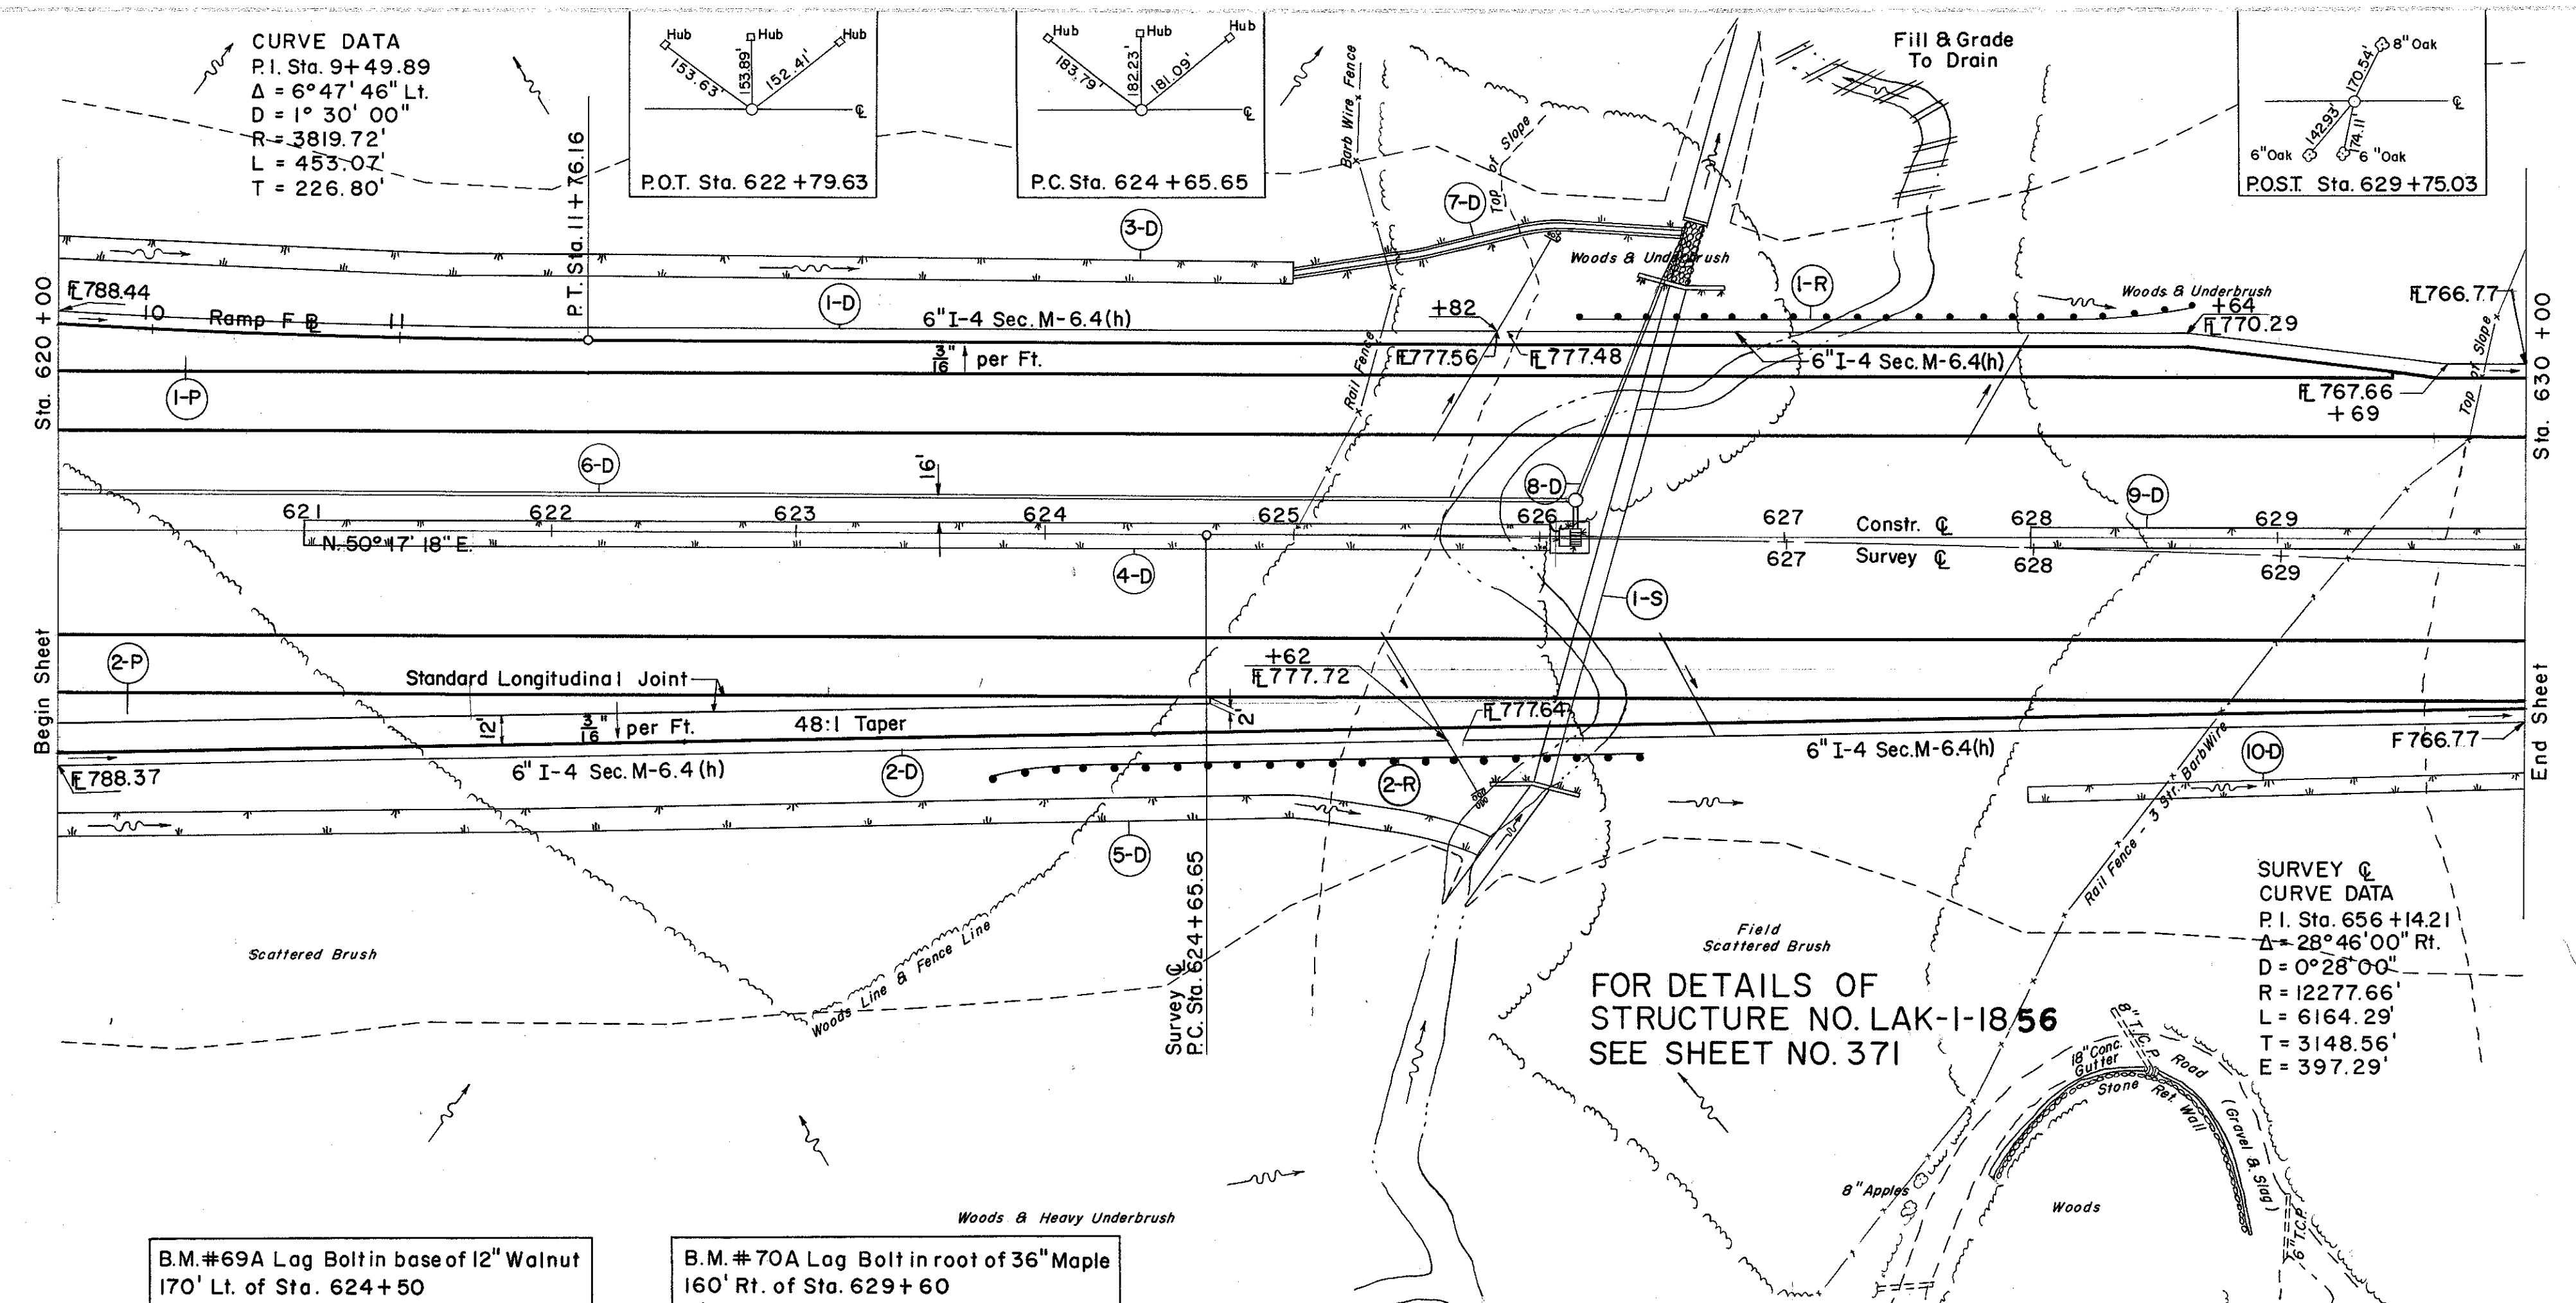 CURVE DATA
P.I. Sta. 9+49.89
Δ = 6°47'46" Lt.
D = 1° 30' 00"
R = 3819.72'
L = 453.07'
T = 226.80'
P.T. Sta. 11+76.16
Hub
Hub
Hub
153.63'
153.89'
152.41'
℄
P.O.T. Sta. 622+79.63
Hub
Hub
Hub
183.79'
182.23'
181.09'
℄
P.C. Sta. 624+65.65
Barb Wire Fence
Top of Slope
Fill & Grade
To Drain
8" Oak
170.54'
℄
142.93'
174.11'
6" Oak
6" Oak
P.O.S.T. Sta. 629+75.03
3-D
7-D
Woods & Underbrush
1-R
Woods & Underbrush
Sta. 620+00
FL 788.44
10
Ramp F BL
11
1-D
6" I-4 Sec. M-6.4(h)
+82
+64
FL 770.29
FL 766.77
Sta. 630+00
3/16" per Ft.
FL 777.56
FL 777.48
6" I-4 Sec. M-6.4(h)
Rail Fence
Top of Slope
FL 767.66
+69
1-P
6-D
16'
8-D
9-D
621
622
623
624
625
626
627
Constr. ℄
628
629
N. 50°47'18" E.
627
Survey ℄
628
629
4-D
1-S
Begin Sheet
2-P
Standard Longitudinal Joint
+62
FL 777.72
12'
3/16" per Ft.
48:1 Taper
2'
FL 777.64
6" I-4 Sec. M-6.4(h)
2-D
2-R
6" I-4 Sec. M-6.4(h)
F 766.77
End Sheet
FL 788.37
10-D
5-D
Rail Fence - 3 Str. Barb Wire
Survey ℄
P.C. Sta. 624+65.65
Scattered Brush
Woods Line & Fence Line
Field
Scattered Brush
SURVEY ℄
CURVE DATA
P.I. Sta. 656+14.21
Δ = 28°46'00" Rt.
D = 0°28'00"
R = 12277.66'
L = 6164.29'
T = 3148.56'
E = 397.29'
FOR DETAILS OF
STRUCTURE NO. LAK-1-1856
SEE SHEET NO. 371
8" T.C.P.
18" Conc.
Gutter
Road
Stone Ret. Wall
(Gravel & Slag)
8" Apples
Woods
6" T.C.P.
Woods & Heavy Underbrush
B.M.#69A Lag Bolt in base of 12" Walnut
170' Lt. of Sta. 624+50
B.M.#70A Lag Bolt in root of 36" Maple
160' Rt. of Sta. 629+60